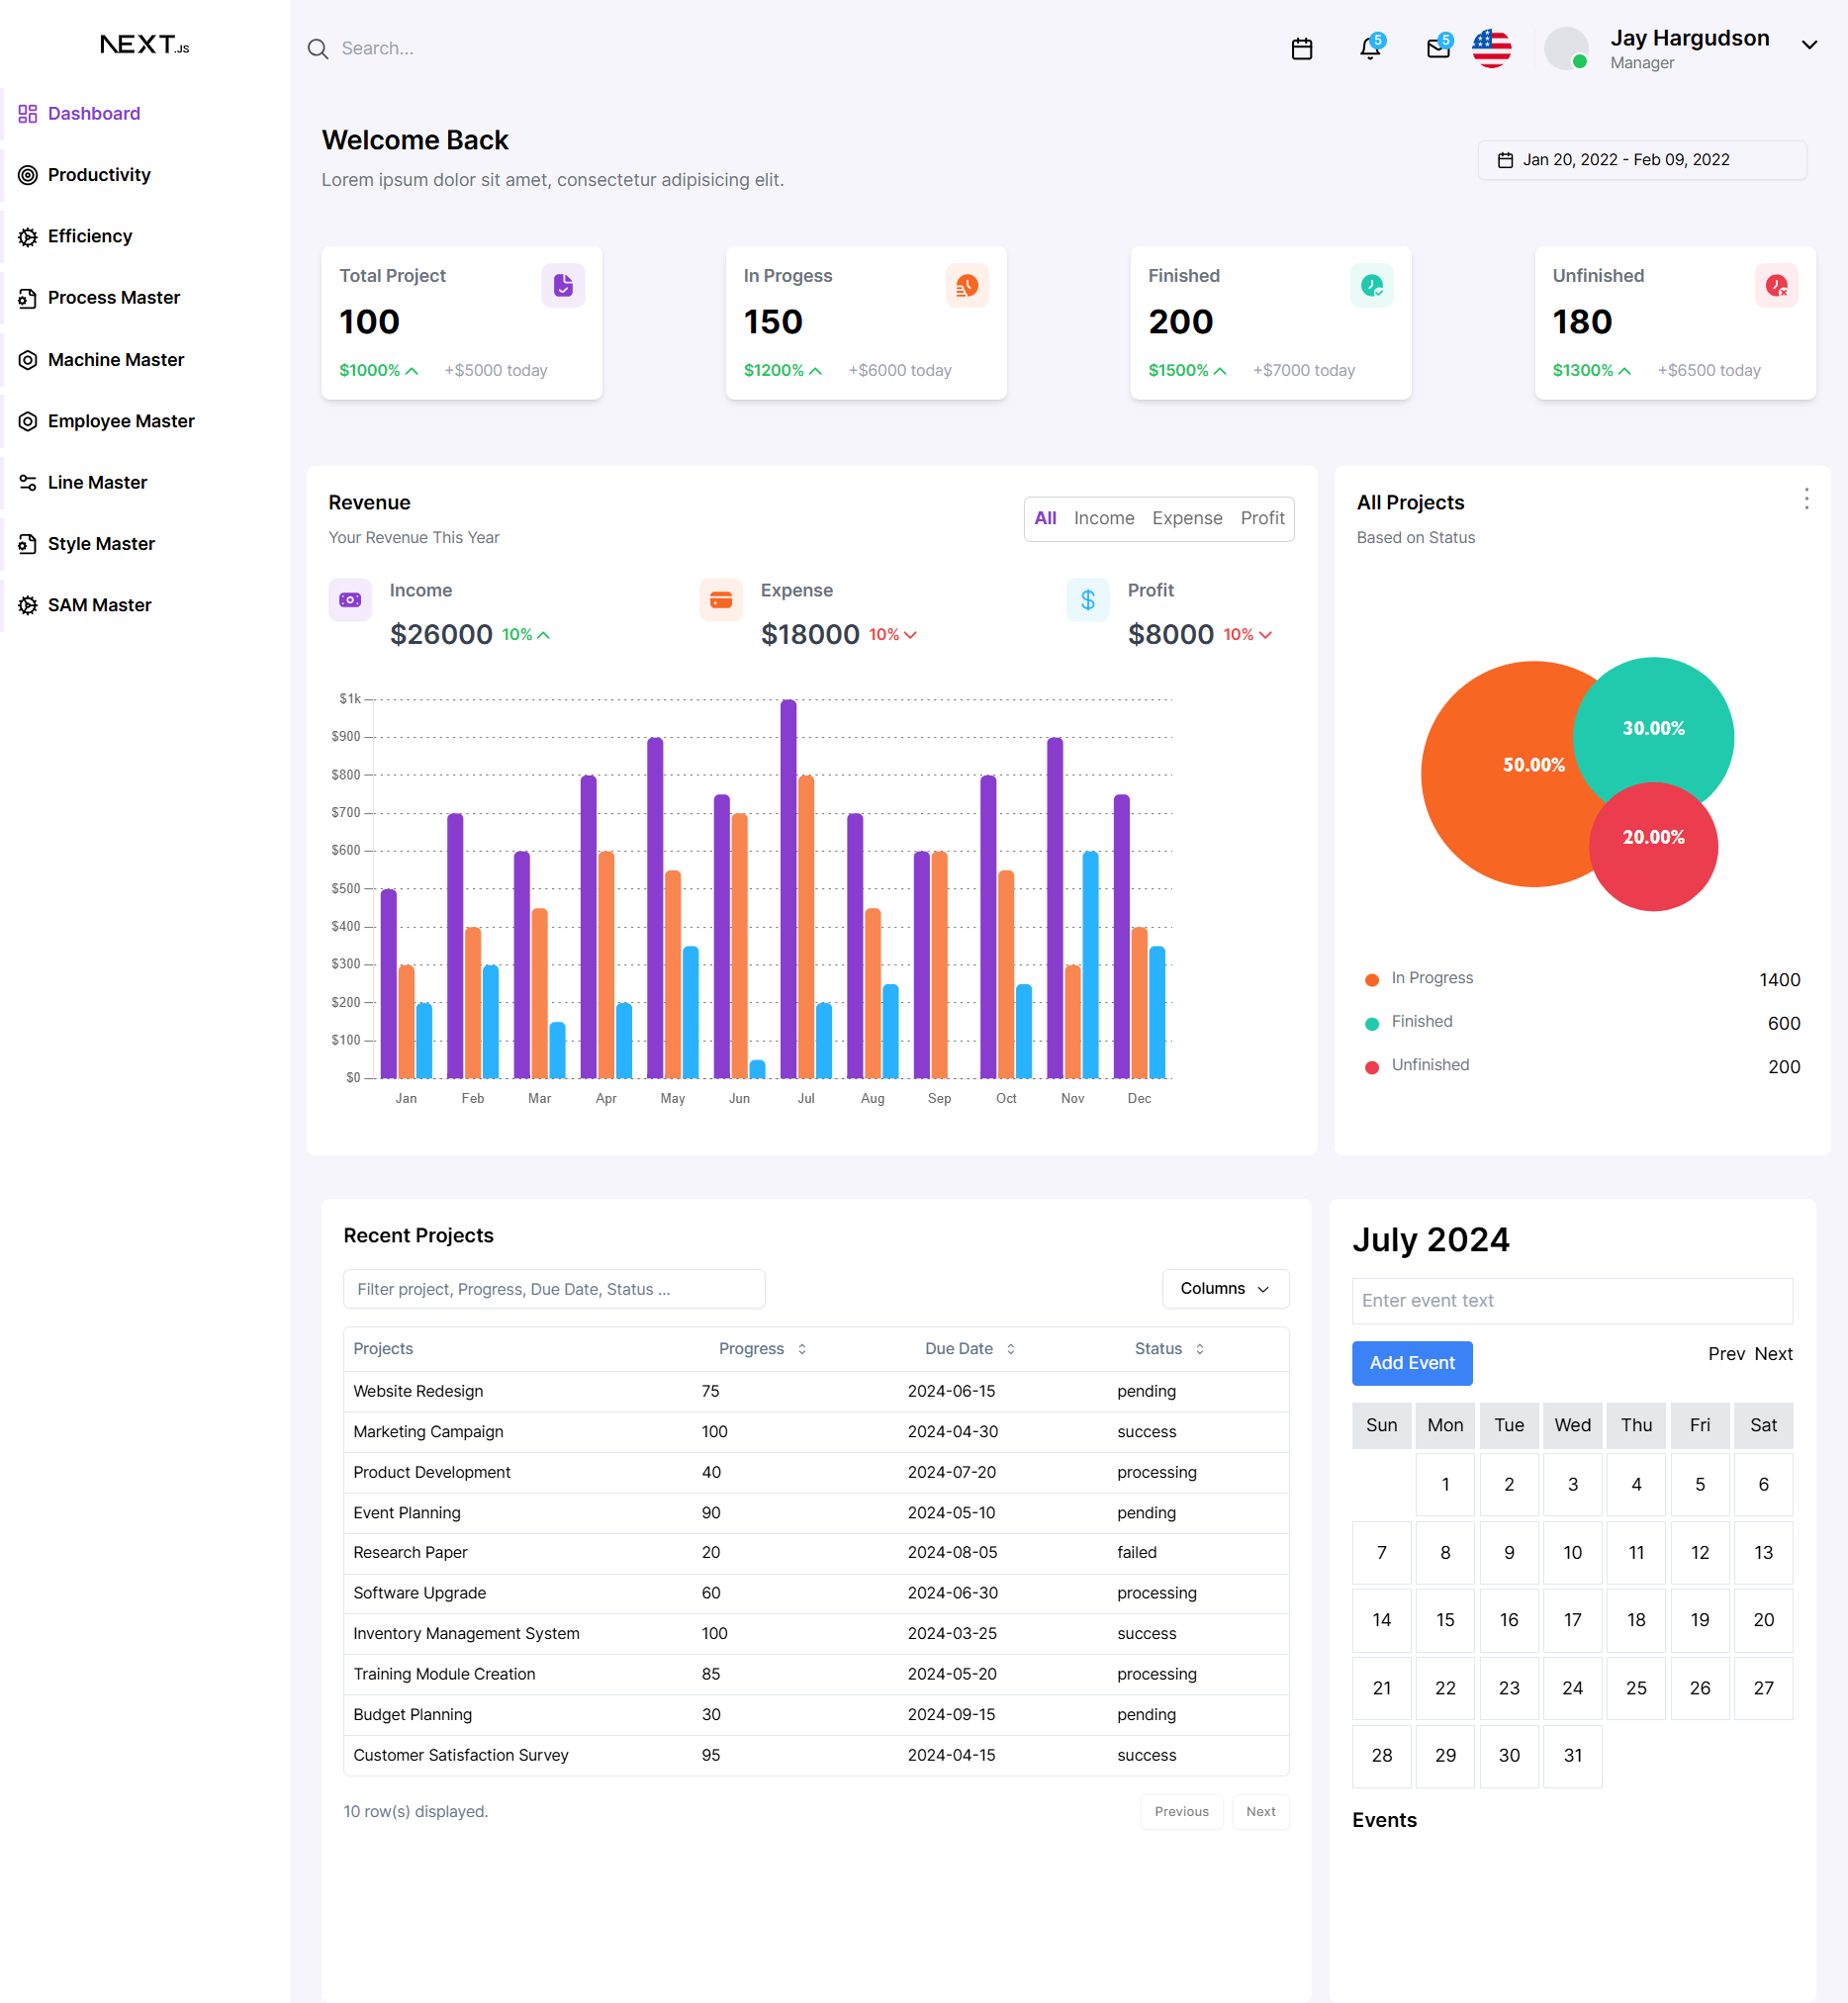 NEXT.JS
Search...
5
5
Jay Hargudson
Manager
Dashboard
Productivity
Efficiency
Process Master
Machine Master
Employee Master
Line Master
Style Master
SAM Master
Welcome Back
Lorem ipsum dolor sit amet, consectetur adipisicing elit.
Jan 20, 2022 - Feb 09, 2022
Total Project
100
$1000% +$5000 today
In Progess
150
$1200% +$6000 today
Finished
200
$1500% +$7000 today
Unfinished
180
$1300% +$6500 today
Revenue
Your Revenue This Year
All Income Expense Profit
Income
$26000 10%
Expense
$18000 10%
Profit
$8000 10%
$1k
$900
$800
$700
$600
$500
$400
$300
$200
$100
$0
Jan Feb Mar Apr May Jun Jul Aug Sep Oct Nov Dec
All Projects
Based on Status
50.00%
30.00%
20.00%
In Progress 1400
Finished 600
Unfinished 200
Recent Projects
Filter project, Progress, Due Date, Status ...
Columns
Projects Progress Due Date Status
Website Redesign 75 2024-06-15 pending
Marketing Campaign 100 2024-04-30 success
Product Development 40 2024-07-20 processing
Event Planning 90 2024-05-10 pending
Research Paper 20 2024-08-05 failed
Software Upgrade 60 2024-06-30 processing
Inventory Management System 100 2024-03-25 success
Training Module Creation 85 2024-05-20 processing
Budget Planning 30 2024-09-15 pending
Customer Satisfaction Survey 95 2024-04-15 success
10 row(s) displayed.
Previous Next
July 2024
Enter event text
Add Event
Prev Next
Sun Mon Tue Wed Thu Fri Sat
1 2 3 4 5 6
7 8 9 10 11 12 13
14 15 16 17 18 19 20
21 22 23 24 25 26 27
28 29 30 31
Events